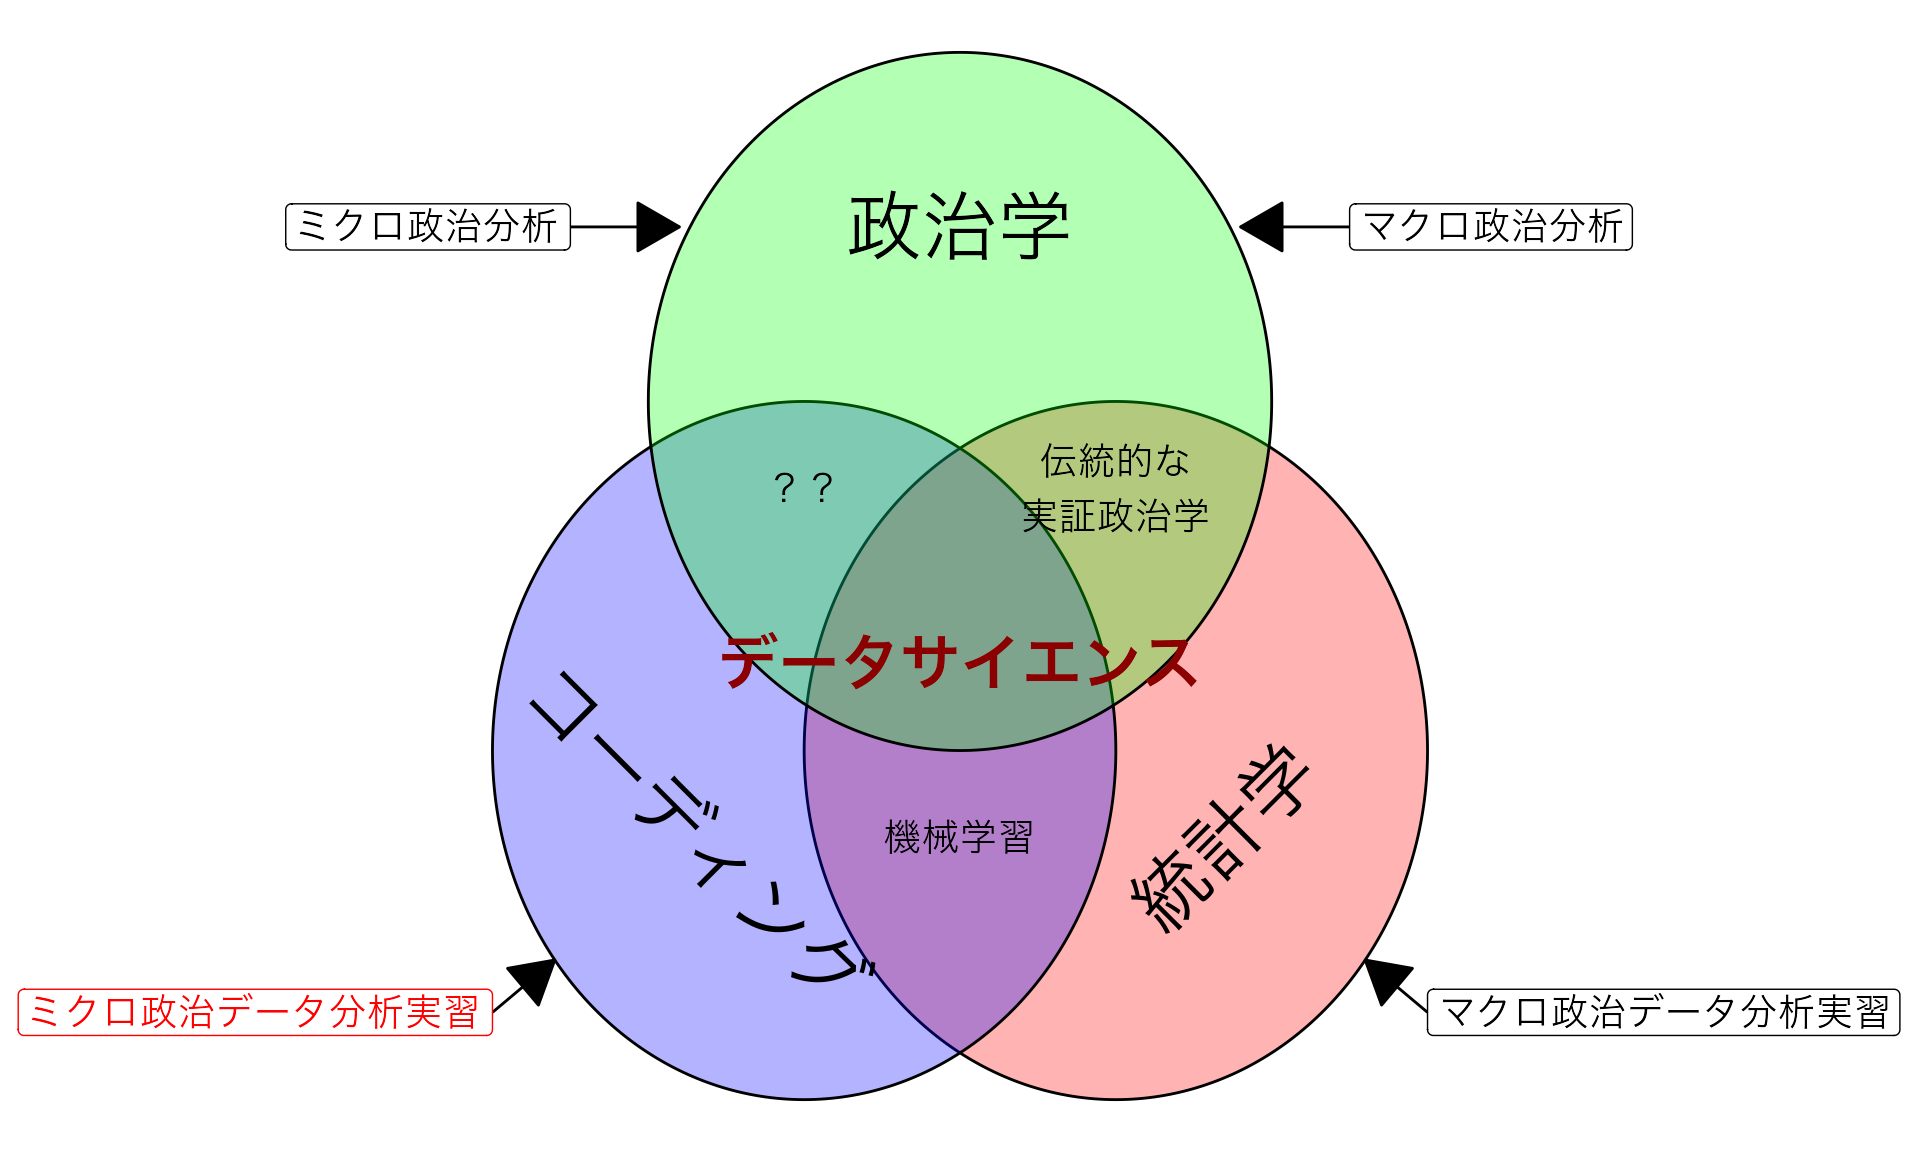 政治学
ミクロ政治分析
マクロ政治分析
伝統的な
実証政治学
？？
データサイエンス
コーディング
統計学
機械学習
ミクロ政治データ分析実習
マクロ政治データ分析実習